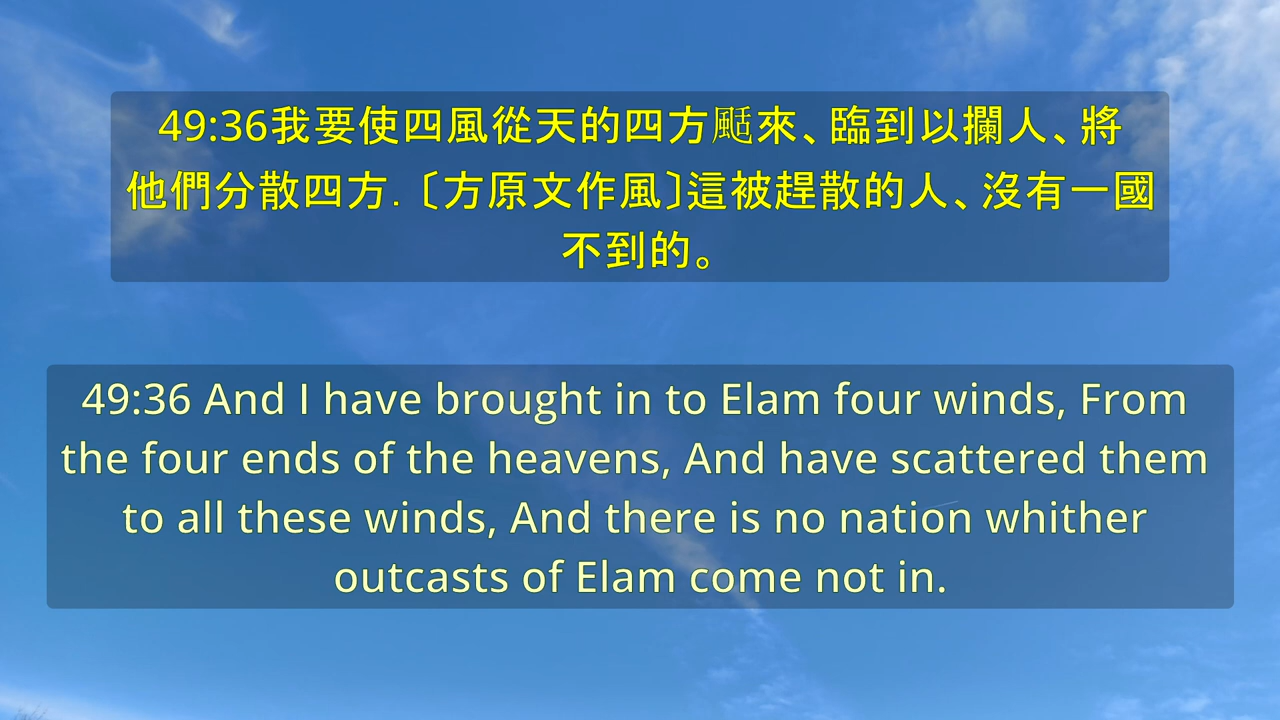 49:36我要使四風從天的四方颳來、臨到以攔人、將
他們分散四方．〔方原文作風〕這被趕散的人、沒有一國
不到的。
49:36 And I have brought in to Elam four winds, From
the four ends of the heavens, And have scattered them
to all these winds, And there is no nation whither
outcasts of Elam come not in.